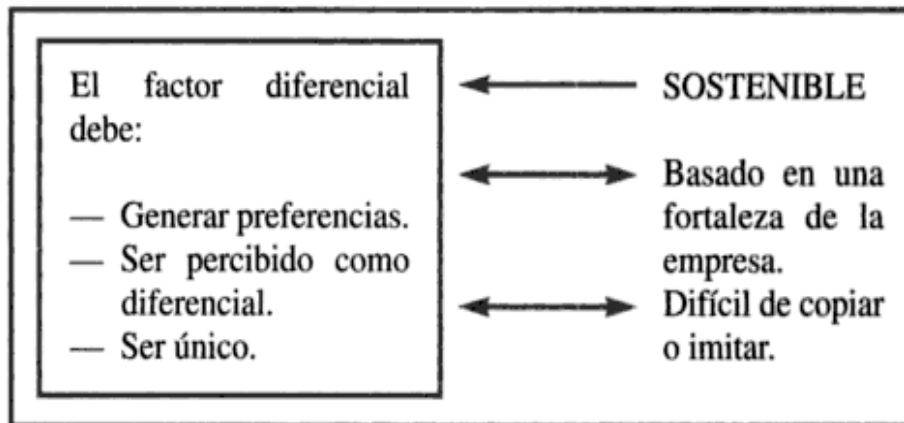 El factor diferencial
debe:
— Generar preferencias.
— Ser percibido como
diferencial.
— Ser único.
SOSTENIBLE
Basado en una
fortaleza de la
empresa.
Difícil de copiar
o imitar.